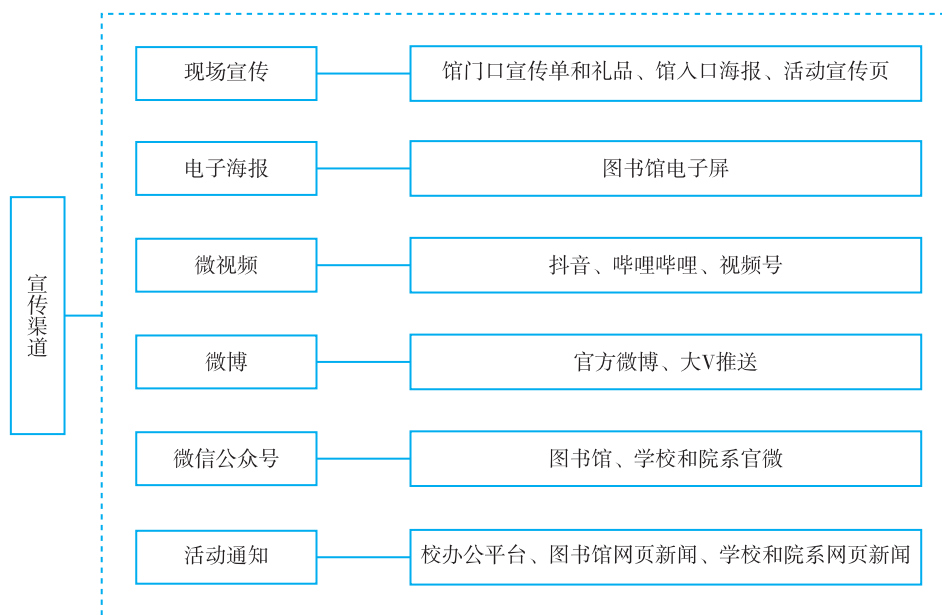 宣传渠道
现场宣传
馆门口宣传单和礼品、馆入口海报、活动宣传页
电子海报
图书馆电子屏
微视频
抖音、哔哩哔哩、视频号
微博
官方微博、大V推送
微信公众号
图书馆、学校和院系官微
活动通知
校办公平台、图书馆网页新闻、学校和院系网页新闻